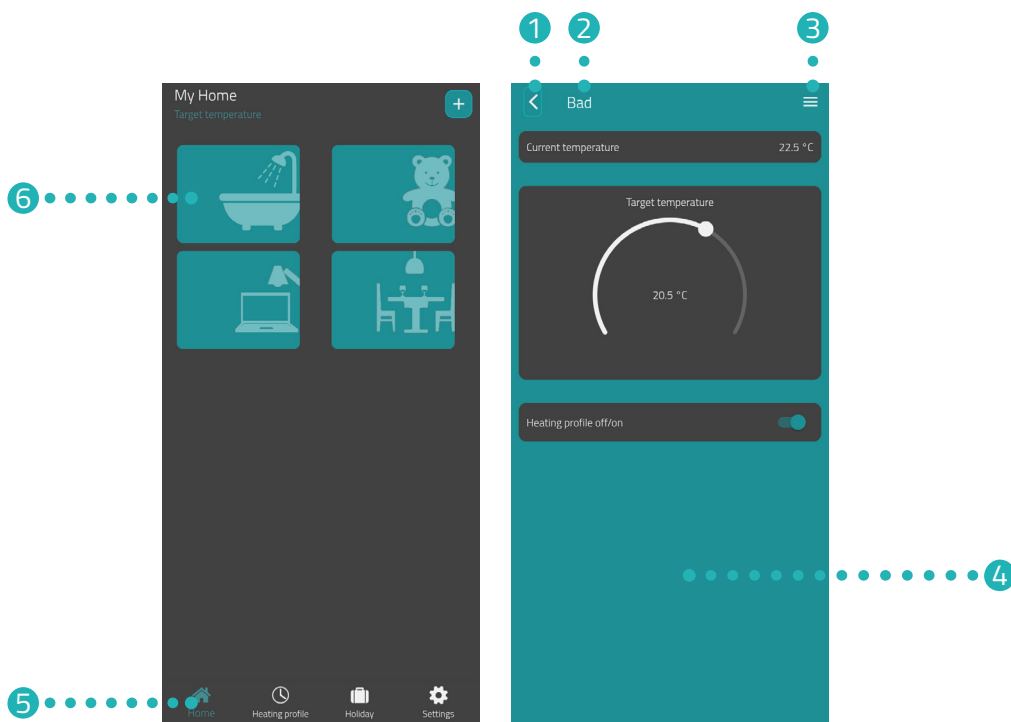 1 2 3
My Home
Target temperature
+
6
Home Heating profile Holiday Settings
5
Bad
Current temperature 22.5 °C
Target temperature
20.5 °C
Heating profile off/on
4